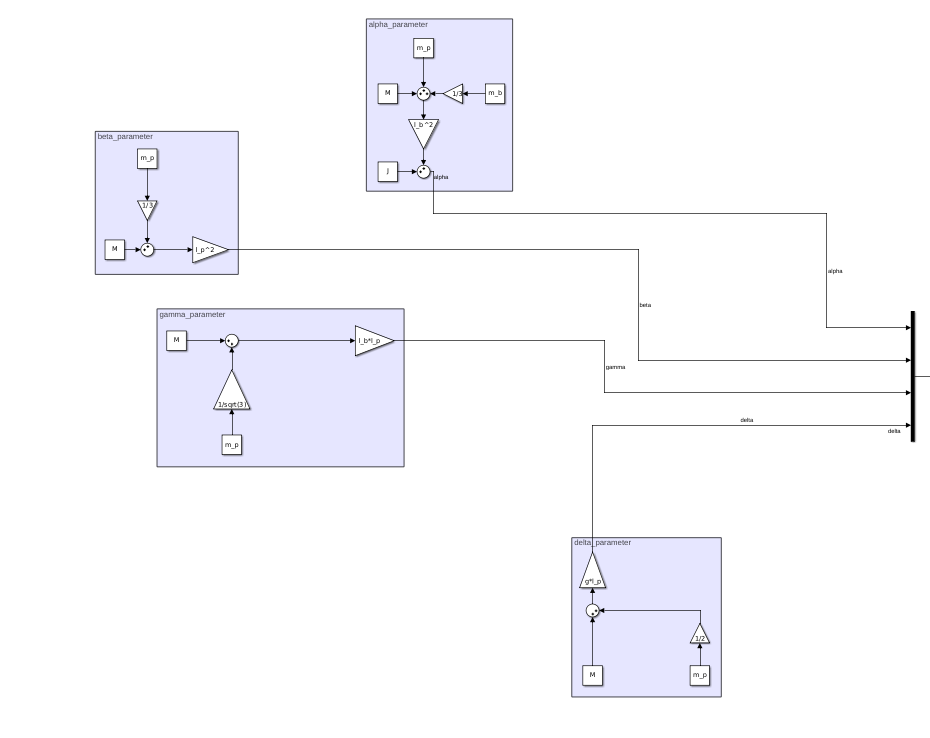 alpha_parameter
m_p
M
1/3
m_b
l_b^2
J
alpha
beta_parameter
m_p
1/3
M
l_p^2
alpha
beta
gamma_parameter
M
l_b*l_p
gamma
1/sqrt(3)
m_p
delta
delta
delta_parameter
g*l_p
1/2
M
m_p